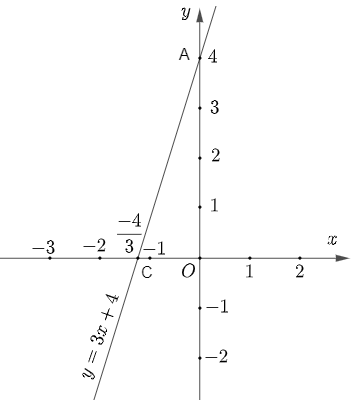 y
A 4
3
2
1
-4/3
-3 -2 -1 x
C O 1 2
-1
y = 3x + 4
-2